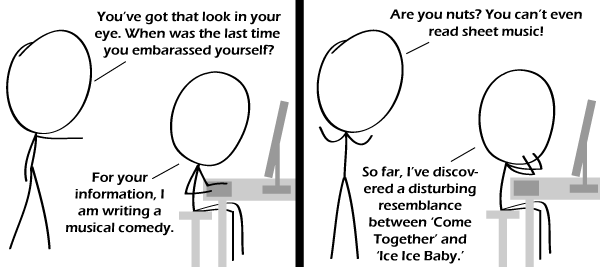 You've got that look in your
eye. When was the last time
you embarassed yourself?
For your
information, I
am writing a
musical comedy.
Are you nuts? You can't even
read sheet music!
So far, I've discov-
ered a disturbing
resemblance
between 'Come
Together' and
'Ice Ice Baby.'